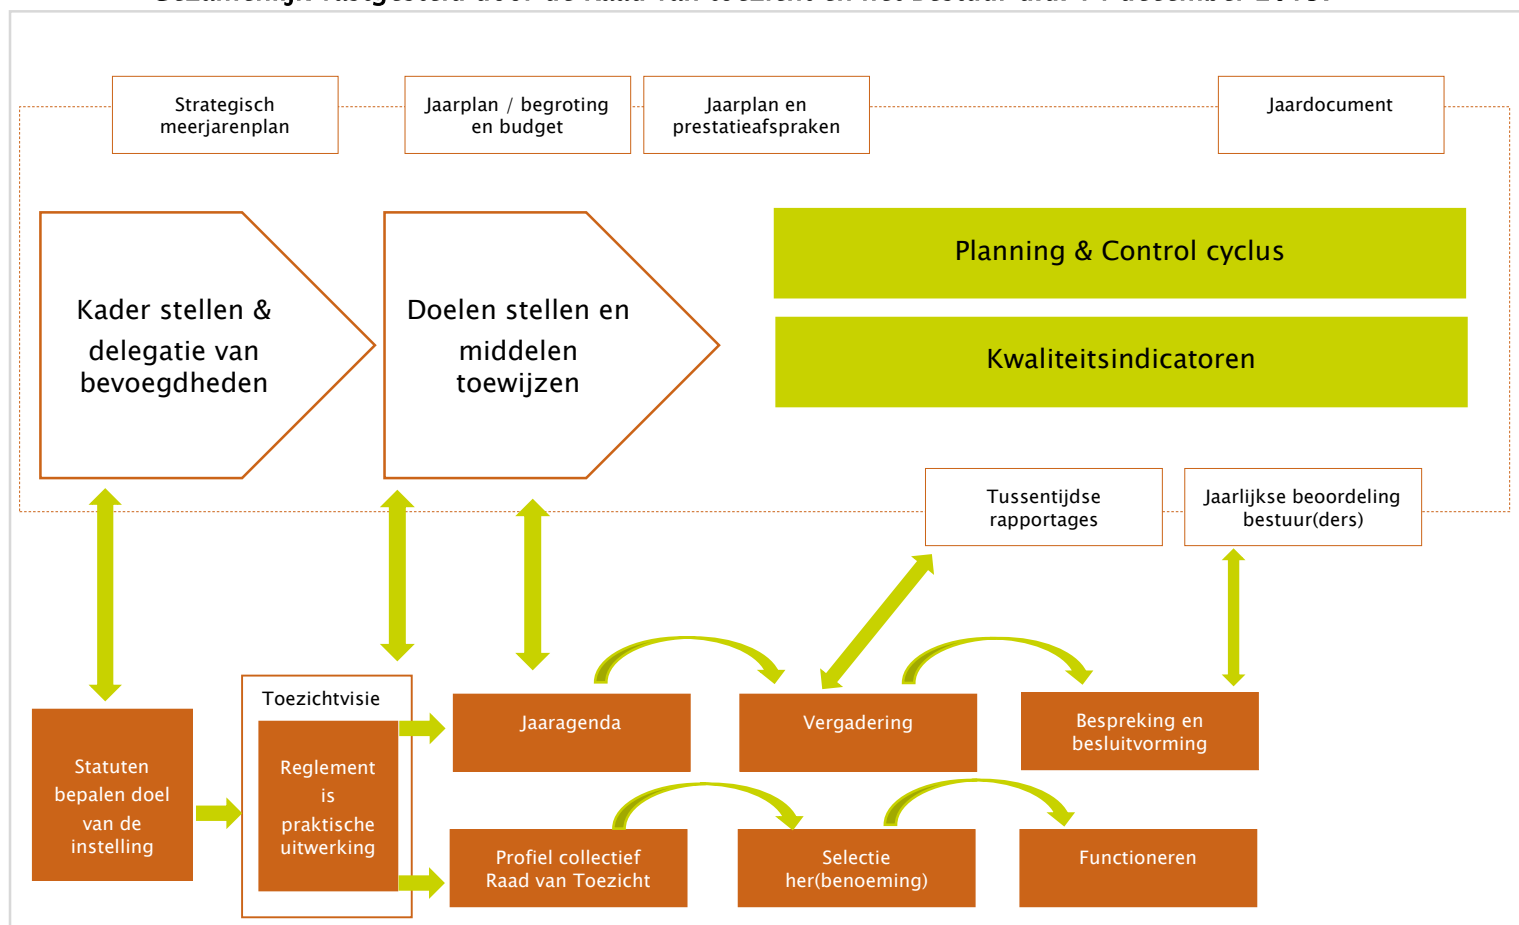 Strategisch
meerjarenplan
Jaarplan / begroting
en budget
Jaarplan en
prestatieafspraken
Jaardocument
Kader stellen &
delegatie van
bevoegdheden
Doelen stellen en
middelen
toewijzen
Planning & Control cyclus
Kwaliteitsindicatoren
Tussentijdse
rapportages
Jaarlijkse beoordeling
bestuur(ders)
Statuten
bepalen doel
van de
instelling
Toezichtvisie
Reglement
is
praktische
uitwerking
Jaaragenda
Vergadering
Bespreking en
besluitvorming
Profiel collectief
Raad van Toezicht
Selectie
her(benoeming)
Functioneren